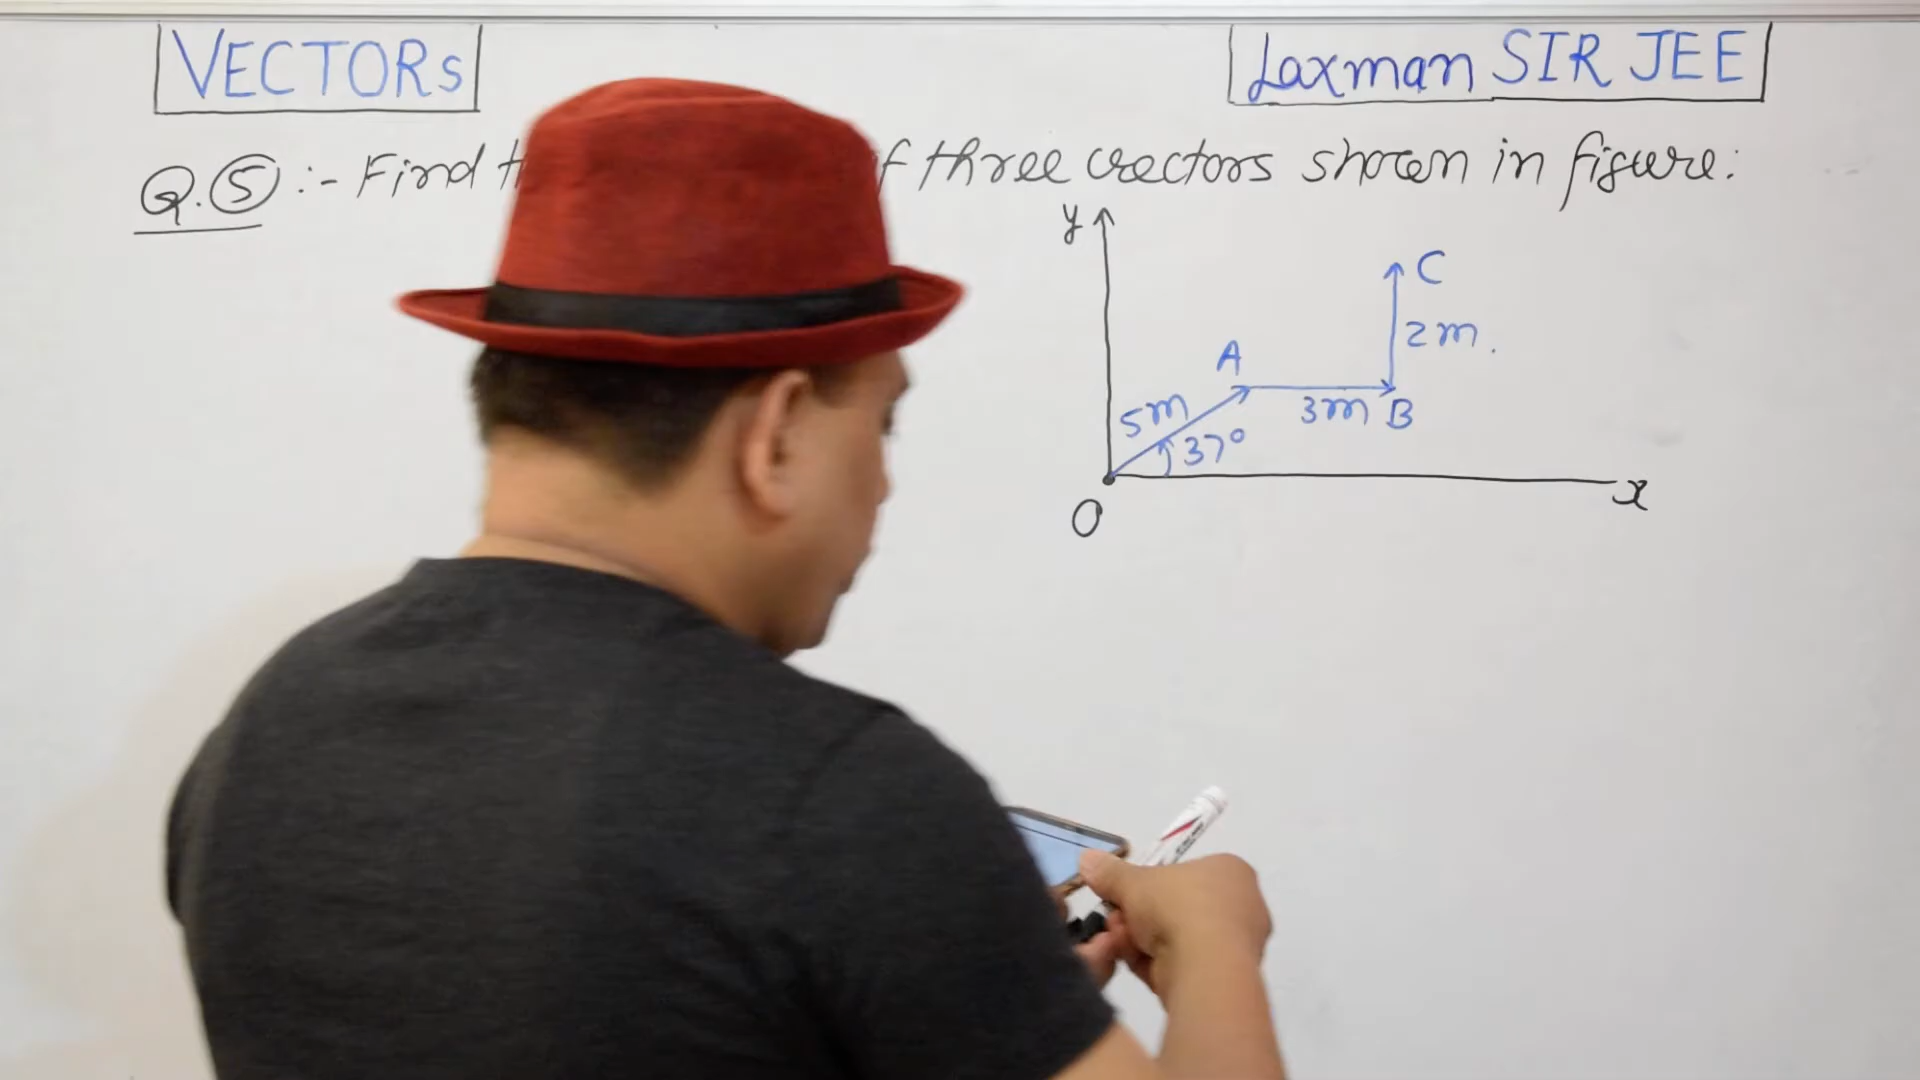 VECTORs
Laxman SIR JEE
Q.5 :- Find three vectors shown in figure:
y
C
2m.
A
5m
3m B
37°
x
O